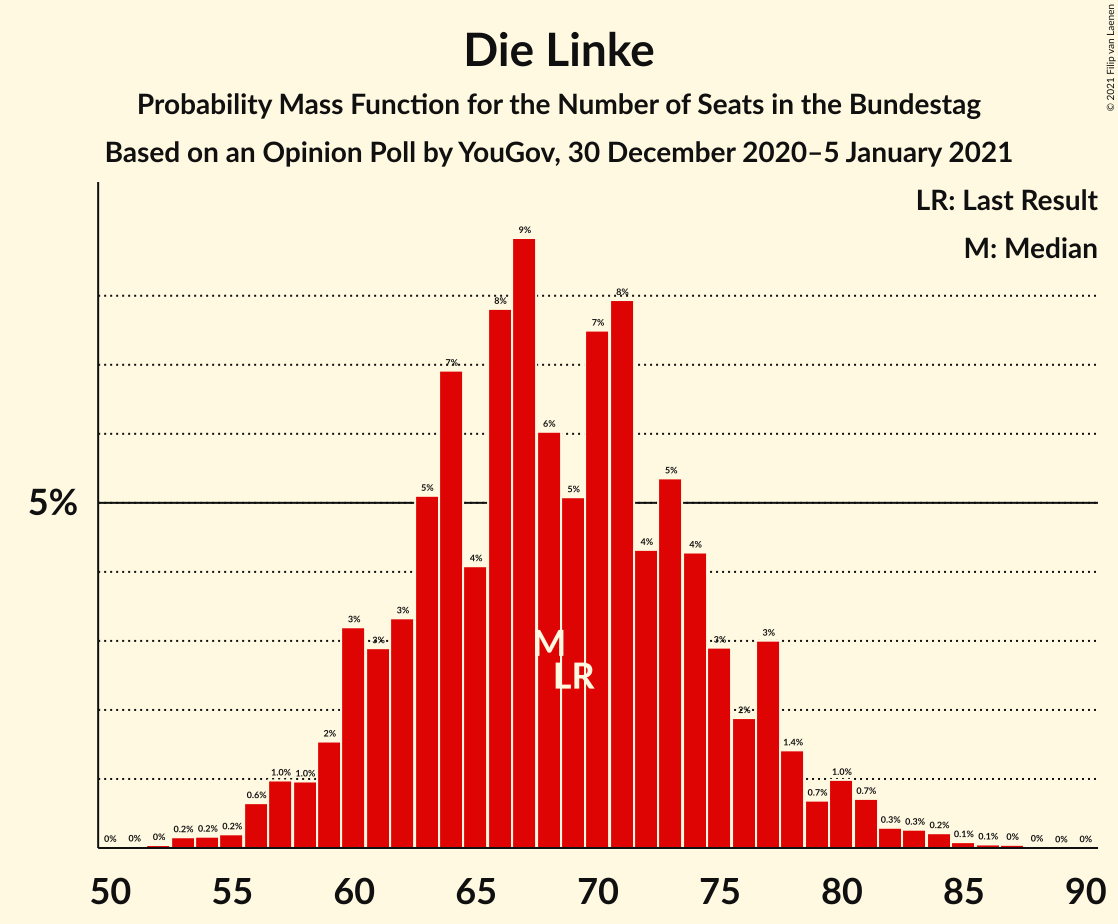 Die Linke
Probability Mass Function for the Number of Seats in the Bundestag
Based on an Opinion Poll by YouGov, 30 December 2020–5 January 2021
© 2021 Filip van Laenen
LR: Last Result
M: Median
5%
0% 0% 0% 0.2% 0.2% 0.2% 0.6% 1.0% 1.0% 2% 3% 3% 3% 5% 7% 4% 8% 9% 6% 5% 7% 8% 4% 5% 4% 3% 2% 3% 1.4% 0.7% 1.0% 0.7% 0.3% 0.3% 0.2% 0.1% 0.1% 0% 0% 0% 0%
M
LR
50 55 60 65 70 75 80 85 90